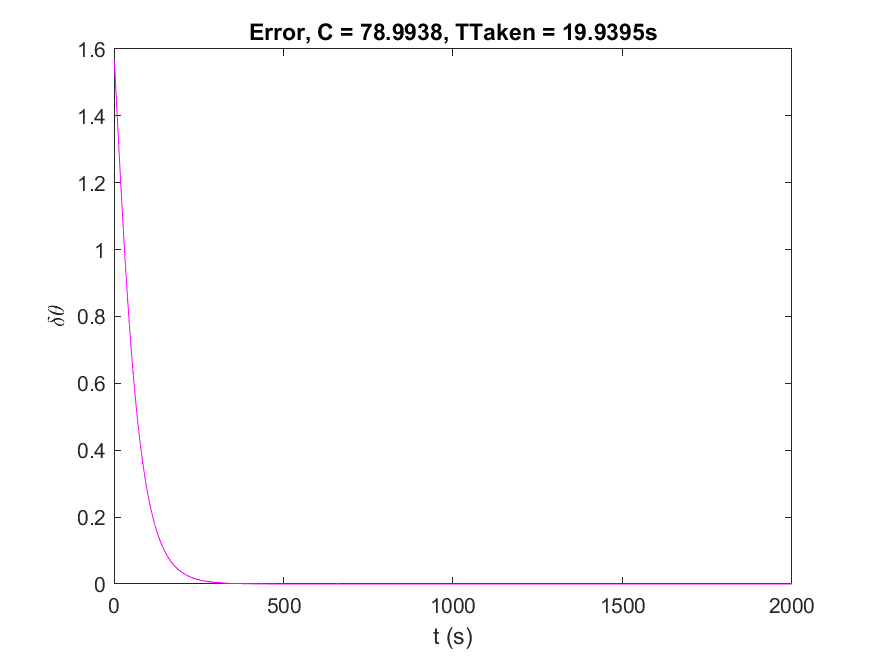 Error, C = 78.9938, TTaken = 19.9395s
1.6
1.4
1.2
1
0.8
0.6
0.4
0.2
0
δθ
0 500 1000 1500 2000
t (s)